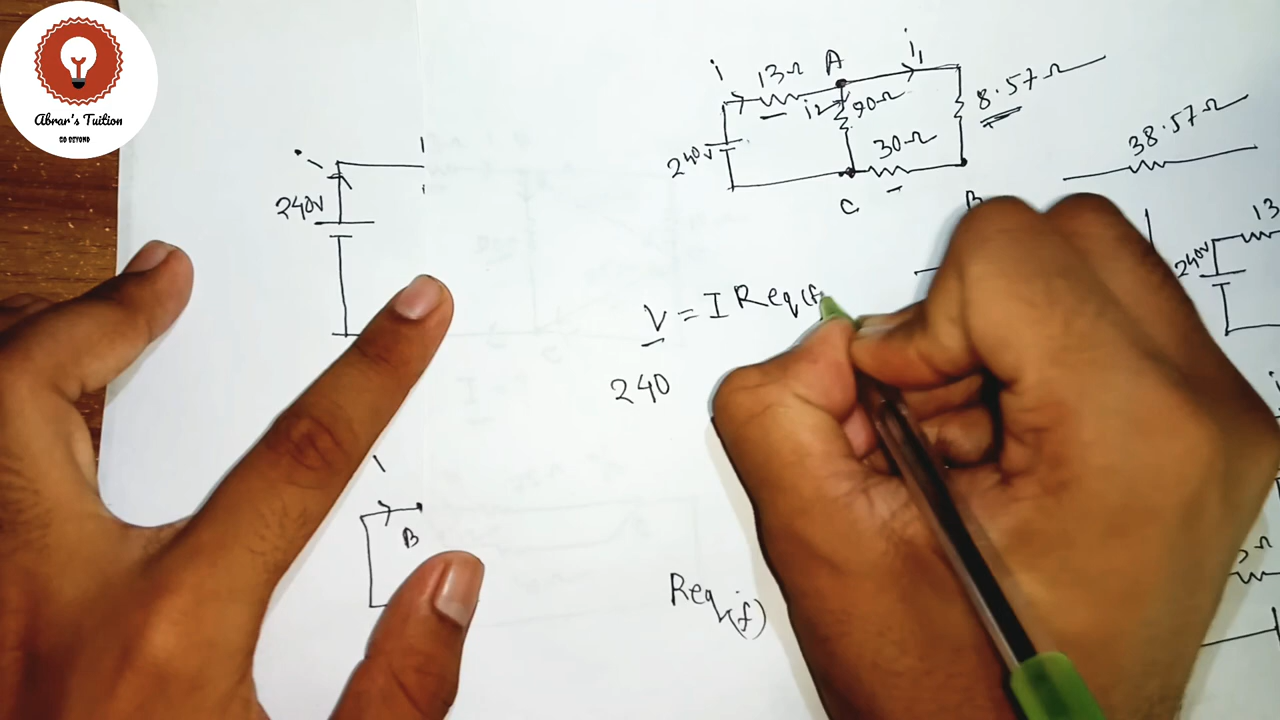 Abrar's Tuition
GO BEYOND
240V
i
B
i
13Ω
A
i1
i2
90Ω
8.57Ω
240V
30Ω
C
B
38.57Ω
240V
13
V = I Req(f
240
Req(f)